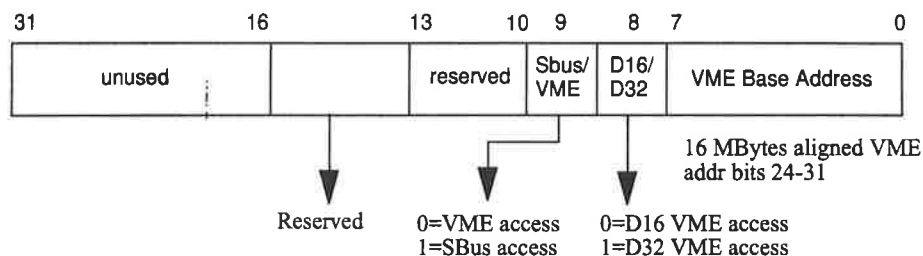 31 16 13 10 9 8 7 0
unused reserved Sbus/ VME D16/ D32 VME Base Address
16 MBytes aligned VME
addr bits 24-31
Reserved 0=VME access 0=D16 VME access
1=SBus access 1=D32 VME access